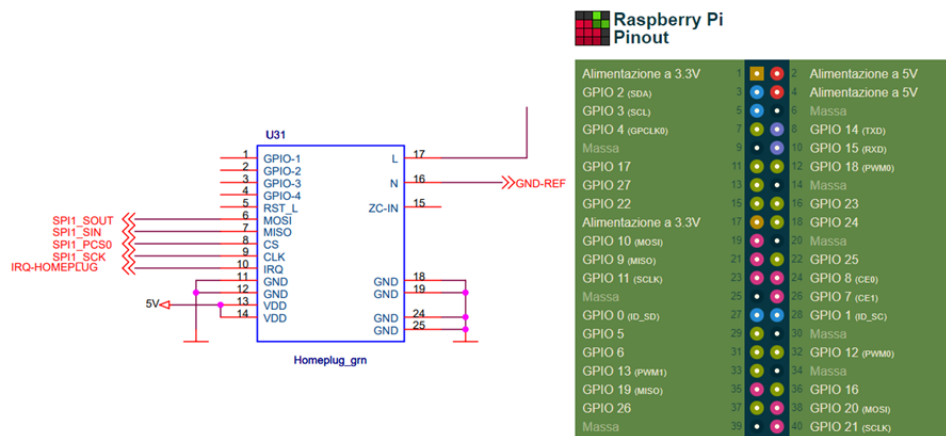 Raspberry Pi
Pinout
U31
1 GPIO-1 L 17
2 GPIO-2
3 GPIO-3 N 16 GND-REF
4 GPIO-4
5 RST_L ZC-IN 15
SPI1_SOUT 6 MOSI
SPI1_SIN 7 MISO
SPI1_PCS0 8 CS
SPI1_SCK 9 CLK
IRQ-HOMEPLUG 10 IRQ
11 GND GND 18
12 GND GND 19
5V 13 VDD
14 VDD GND 24
GND 25
Homeplug_grn
Alimentazione a 3.3V 1 2 Alimentazione a 5V
GPIO 2 (SDA) 3 4 Alimentazione a 5V
GPIO 3 (SCL) 5 6 Massa
GPIO 4 (GPCLK0) 7 8 GPIO 14 (TXD)
Massa 9 10 GPIO 15 (RXD)
GPIO 17 11 12 GPIO 18 (PWM0)
GPIO 27 13 14 Massa
GPIO 22 15 16 GPIO 23
Alimentazione a 3.3V 17 18 GPIO 24
GPIO 10 (MOSI) 19 20 Massa
GPIO 9 (MISO) 21 22 GPIO 25
GPIO 11 (SCLK) 23 24 GPIO 8 (CE0)
Massa 25 26 GPIO 7 (CE1)
GPIO 0 (ID_SD) 27 28 GPIO 1 (ID_SC)
GPIO 5 29 30 Massa
GPIO 6 31 32 GPIO 12 (PWM0)
GPIO 13 (PWM1) 33 34 Massa
GPIO 19 (MISO) 35 36 GPIO 16
GPIO 26 37 38 GPIO 20 (MOSI)
Massa 39 40 GPIO 21 (SCLK)